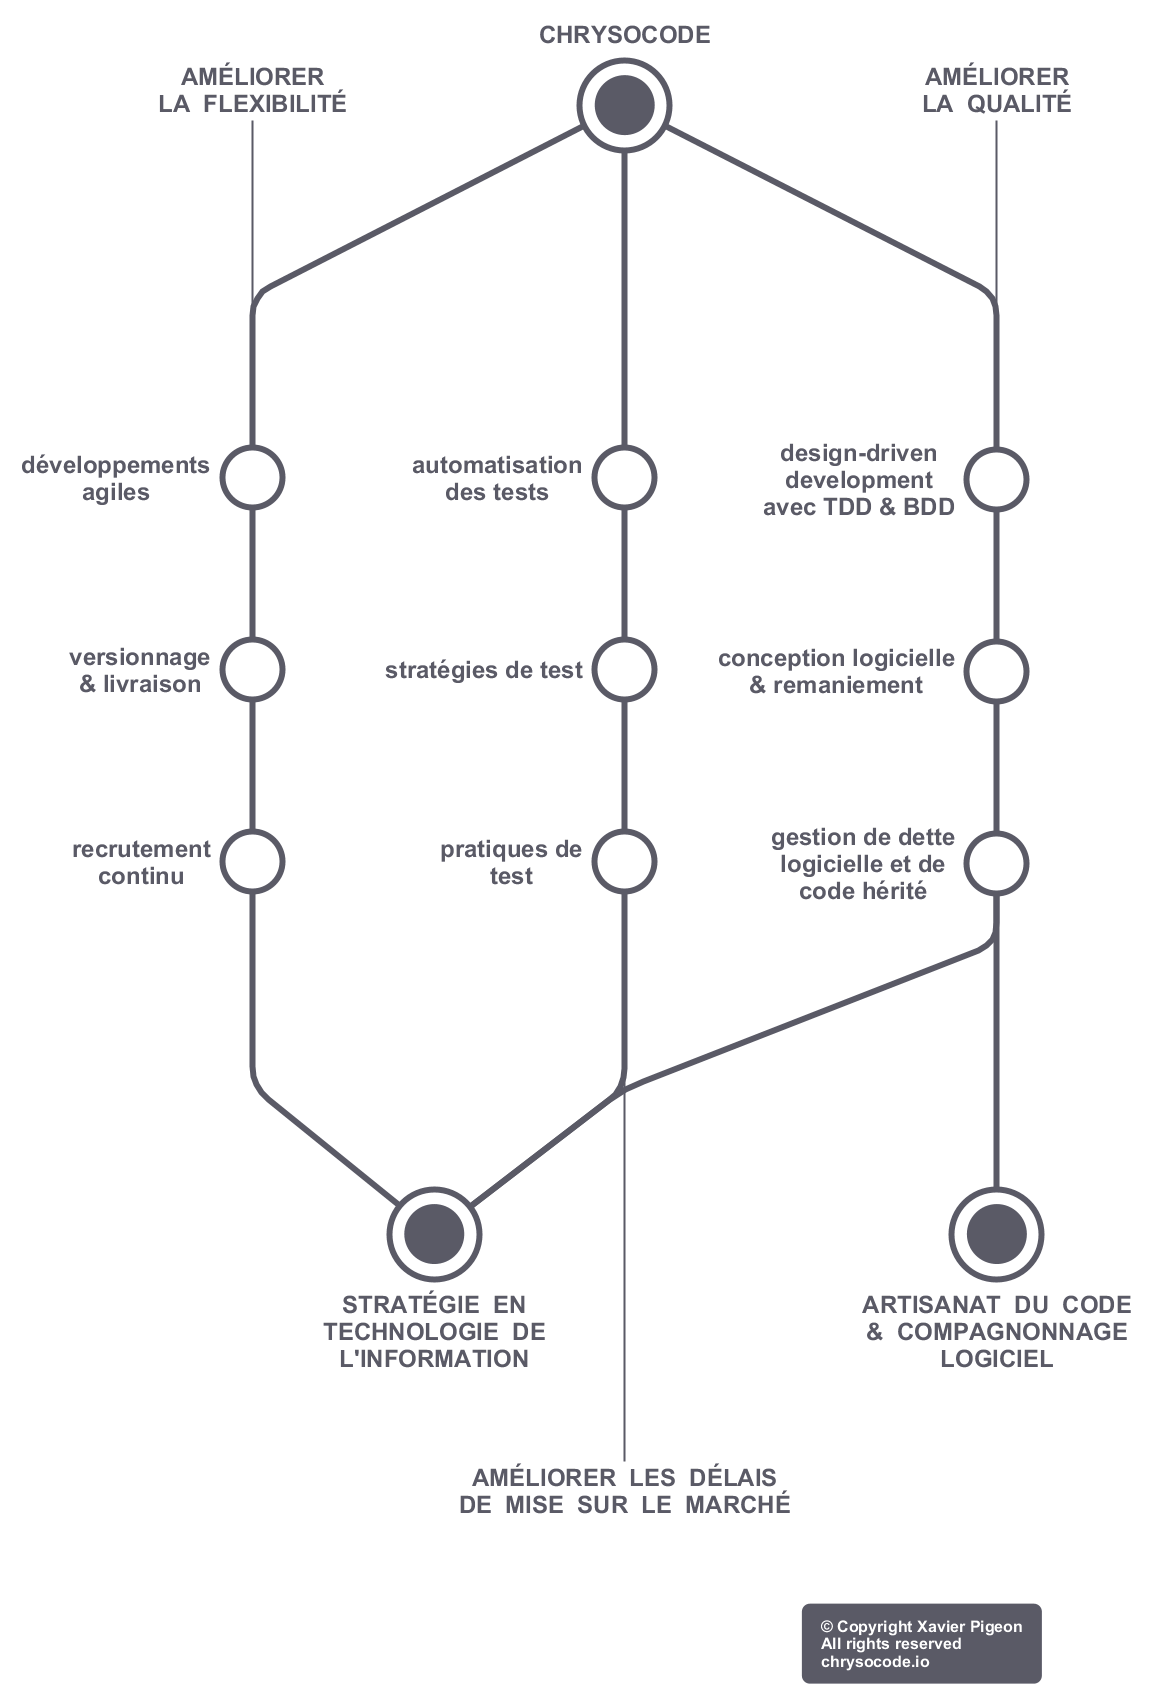 CHRYSOCODE
AMÉLIORER
LA FLEXIBILITÉ
AMÉLIORER
LA QUALITÉ
développements
agiles
automatisation
des tests
design-driven
development
avec TDD & BDD
versionnage
& livraison
stratégies de test
conception logicielle
& remaniement
recrutement
continu
pratiques de
test
gestion de dette
logicielle et de
code hérité
STRATÉGIE EN
TECHNOLOGIE DE
L'INFORMATION
ARTISANAT DU CODE
& COMPAGNONNAGE
LOGICIEL
AMÉLIORER LES DÉLAIS
DE MISE SUR LE MARCHÉ
© Copyright Xavier Pigeon
All rights reserved
chrysocode.io